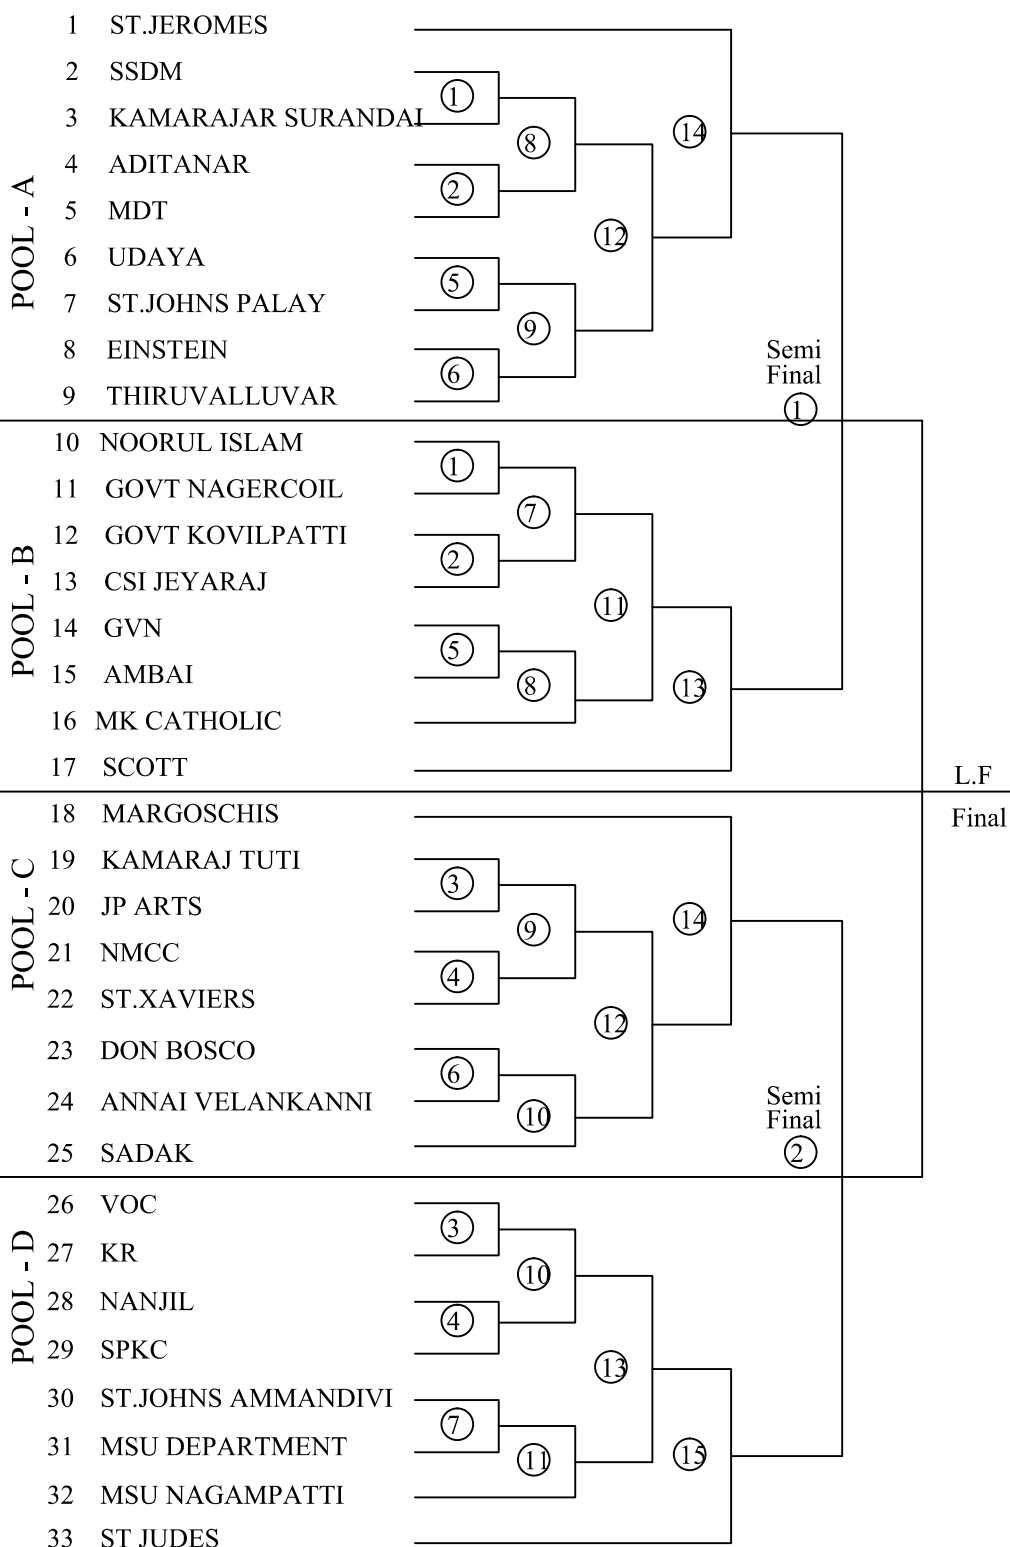 POOL - A
1 ST.JEROMES
2 SSDM
3 KAMARAJAR SURANDAI
4 ADITANAR
5 MDT
6 UDAYA
7 ST.JOHNS PALAY
8 EINSTEIN
9 THIRUVALLUVAR
1
2
5
6
8
9
12
14
Semi
Final
1
POOL - B
10 NOORUL ISLAM
11 GOVT NAGERCOIL
12 GOVT KOVILPATTI
13 CSI JEYARAJ
14 GVN
15 AMBAI
16 MK CATHOLIC
17 SCOTT
1
2
5
7
8
11
13
L.F
Final
POOL - C
18 MARGOSCHIS
19 KAMARAJ TUTI
20 JP ARTS
21 NMCC
22 ST.XAVIERS
23 DON BOSCO
24 ANNAI VELANKANNI
25 SADAK
3
4
6
9
10
12
14
Semi
Final
2
POOL - D
26 VOC
27 KR
28 NANJIL
29 SPKC
30 ST.JOHNS AMMANDIVI
31 MSU DEPARTMENT
32 MSU NAGAMPATTI
33 ST JUDES
3
4
7
10
11
13
15